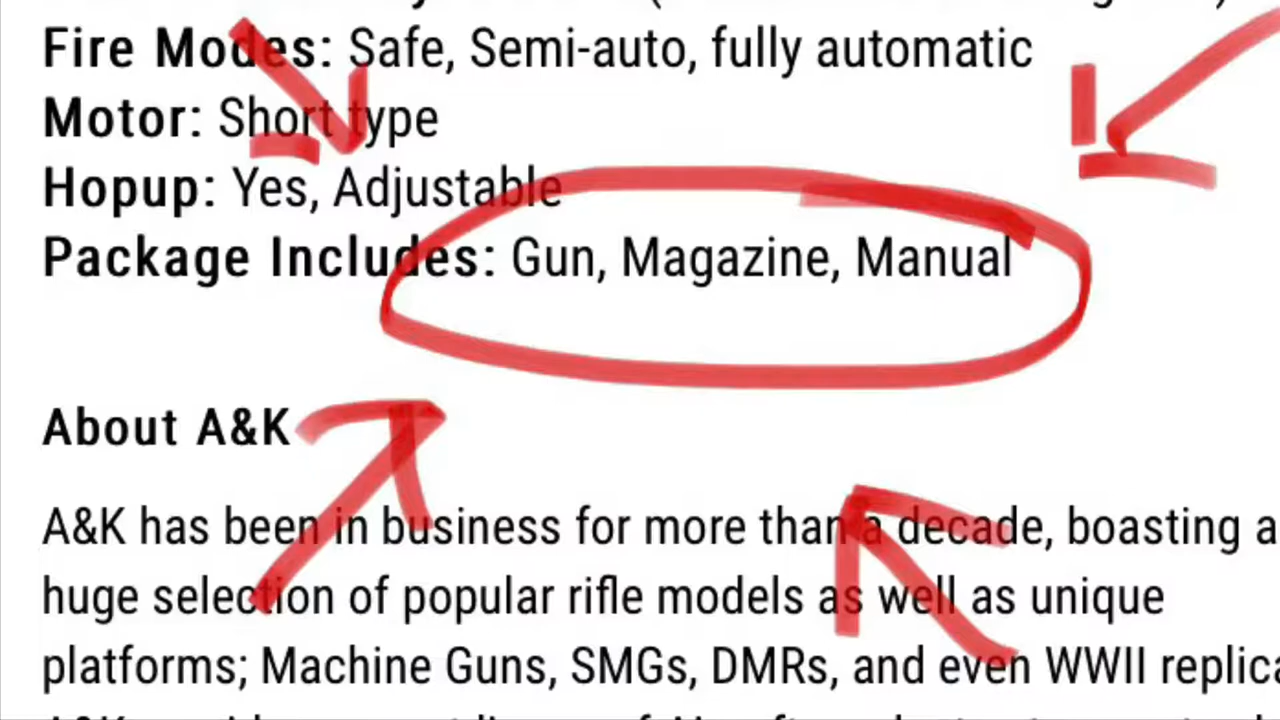 Fire Modes: Safe, Semi-auto, fully automatic
Motor: Short type
Hopup: Yes, Adjustable
Package Includes: Gun, Magazine, Manual
About A&K
A&K has been in business for more than a decade, boasting a
huge selection of popular rifle models as well as unique
platforms; Machine Guns, SMGs, DMRs, and even WWII replica